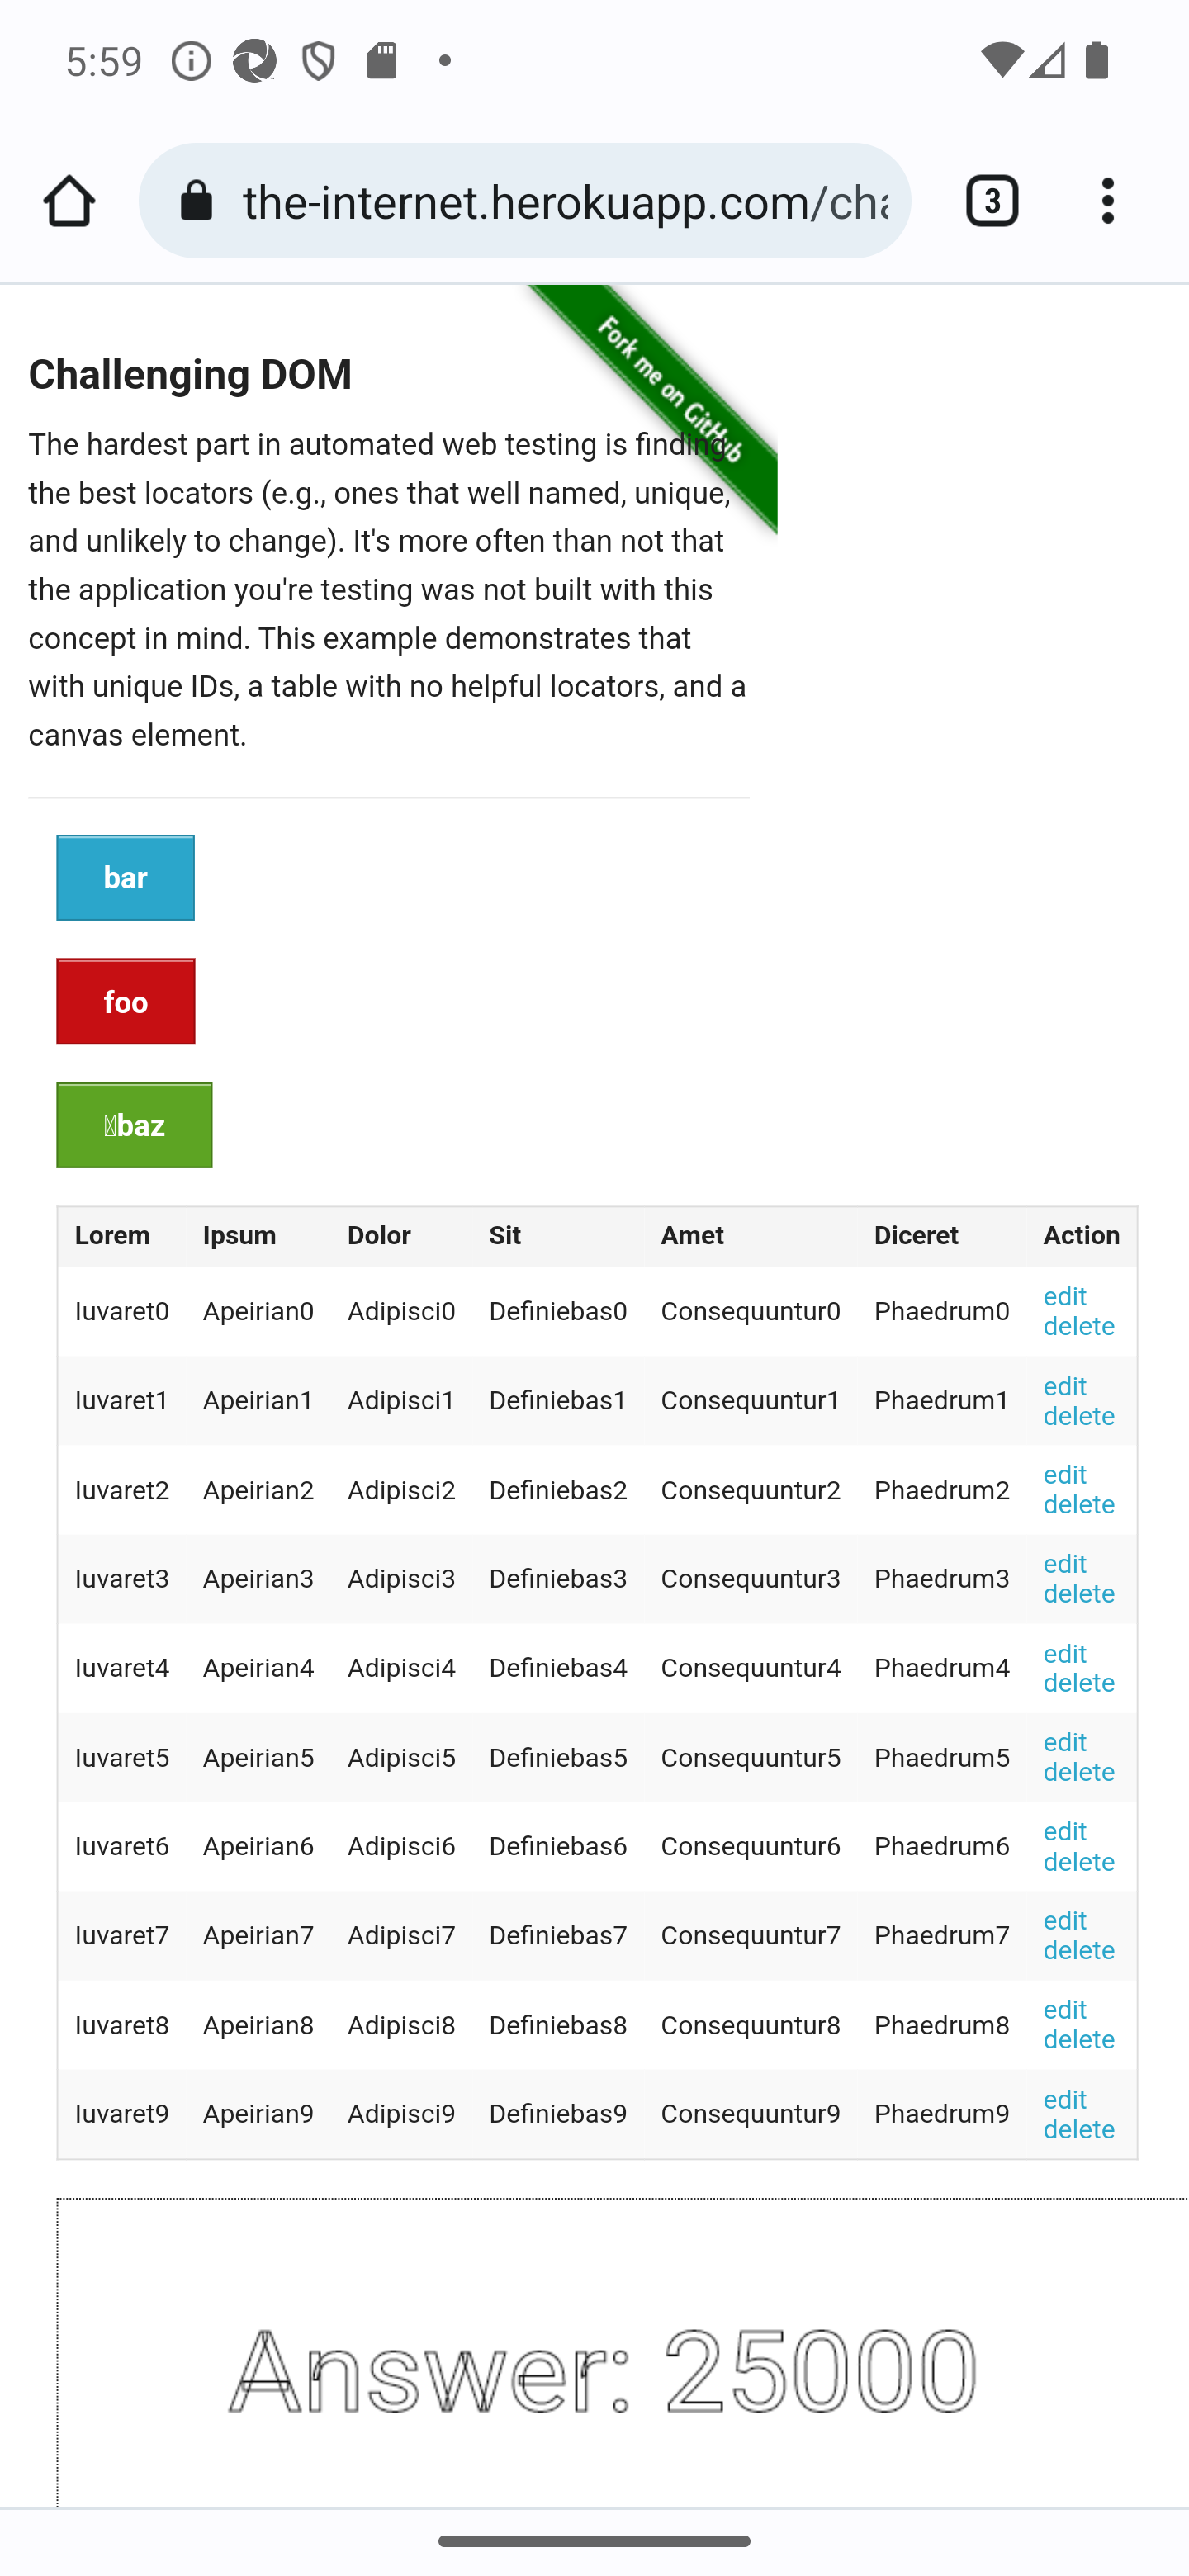 5:59
the-internet.herokuapp.com/cha
3
Fork me on GitHub
Challenging DOM
The hardest part in automated web testing is finding
the best locators (e.g., ones that well named, unique,
and unlikely to change). It's more often than not that
the application you're testing was not built with this
concept in mind. This example demonstrates that
with unique IDs, a table with no helpful locators, and a
canvas element.
bar
foo
baz
Lorem Ipsum Dolor Sit Amet Diceret Action
Iuvaret0 Apeirian0 Adipisci0 Definiebas0 Consequuntur0 Phaedrum0 edit
delete
Iuvaret1 Apeirian1 Adipisci1 Definiebas1 Consequuntur1 Phaedrum1 edit
delete
Iuvaret2 Apeirian2 Adipisci2 Definiebas2 Consequuntur2 Phaedrum2 edit
delete
Iuvaret3 Apeirian3 Adipisci3 Definiebas3 Consequuntur3 Phaedrum3 edit
delete
Iuvaret4 Apeirian4 Adipisci4 Definiebas4 Consequuntur4 Phaedrum4 edit
delete
Iuvaret5 Apeirian5 Adipisci5 Definiebas5 Consequuntur5 Phaedrum5 edit
delete
Iuvaret6 Apeirian6 Adipisci6 Definiebas6 Consequuntur6 Phaedrum6 edit
delete
Iuvaret7 Apeirian7 Adipisci7 Definiebas7 Consequuntur7 Phaedrum7 edit
delete
Iuvaret8 Apeirian8 Adipisci8 Definiebas8 Consequuntur8 Phaedrum8 edit
delete
Iuvaret9 Apeirian9 Adipisci9 Definiebas9 Consequuntur9 Phaedrum9 edit
delete
Answer: 25000